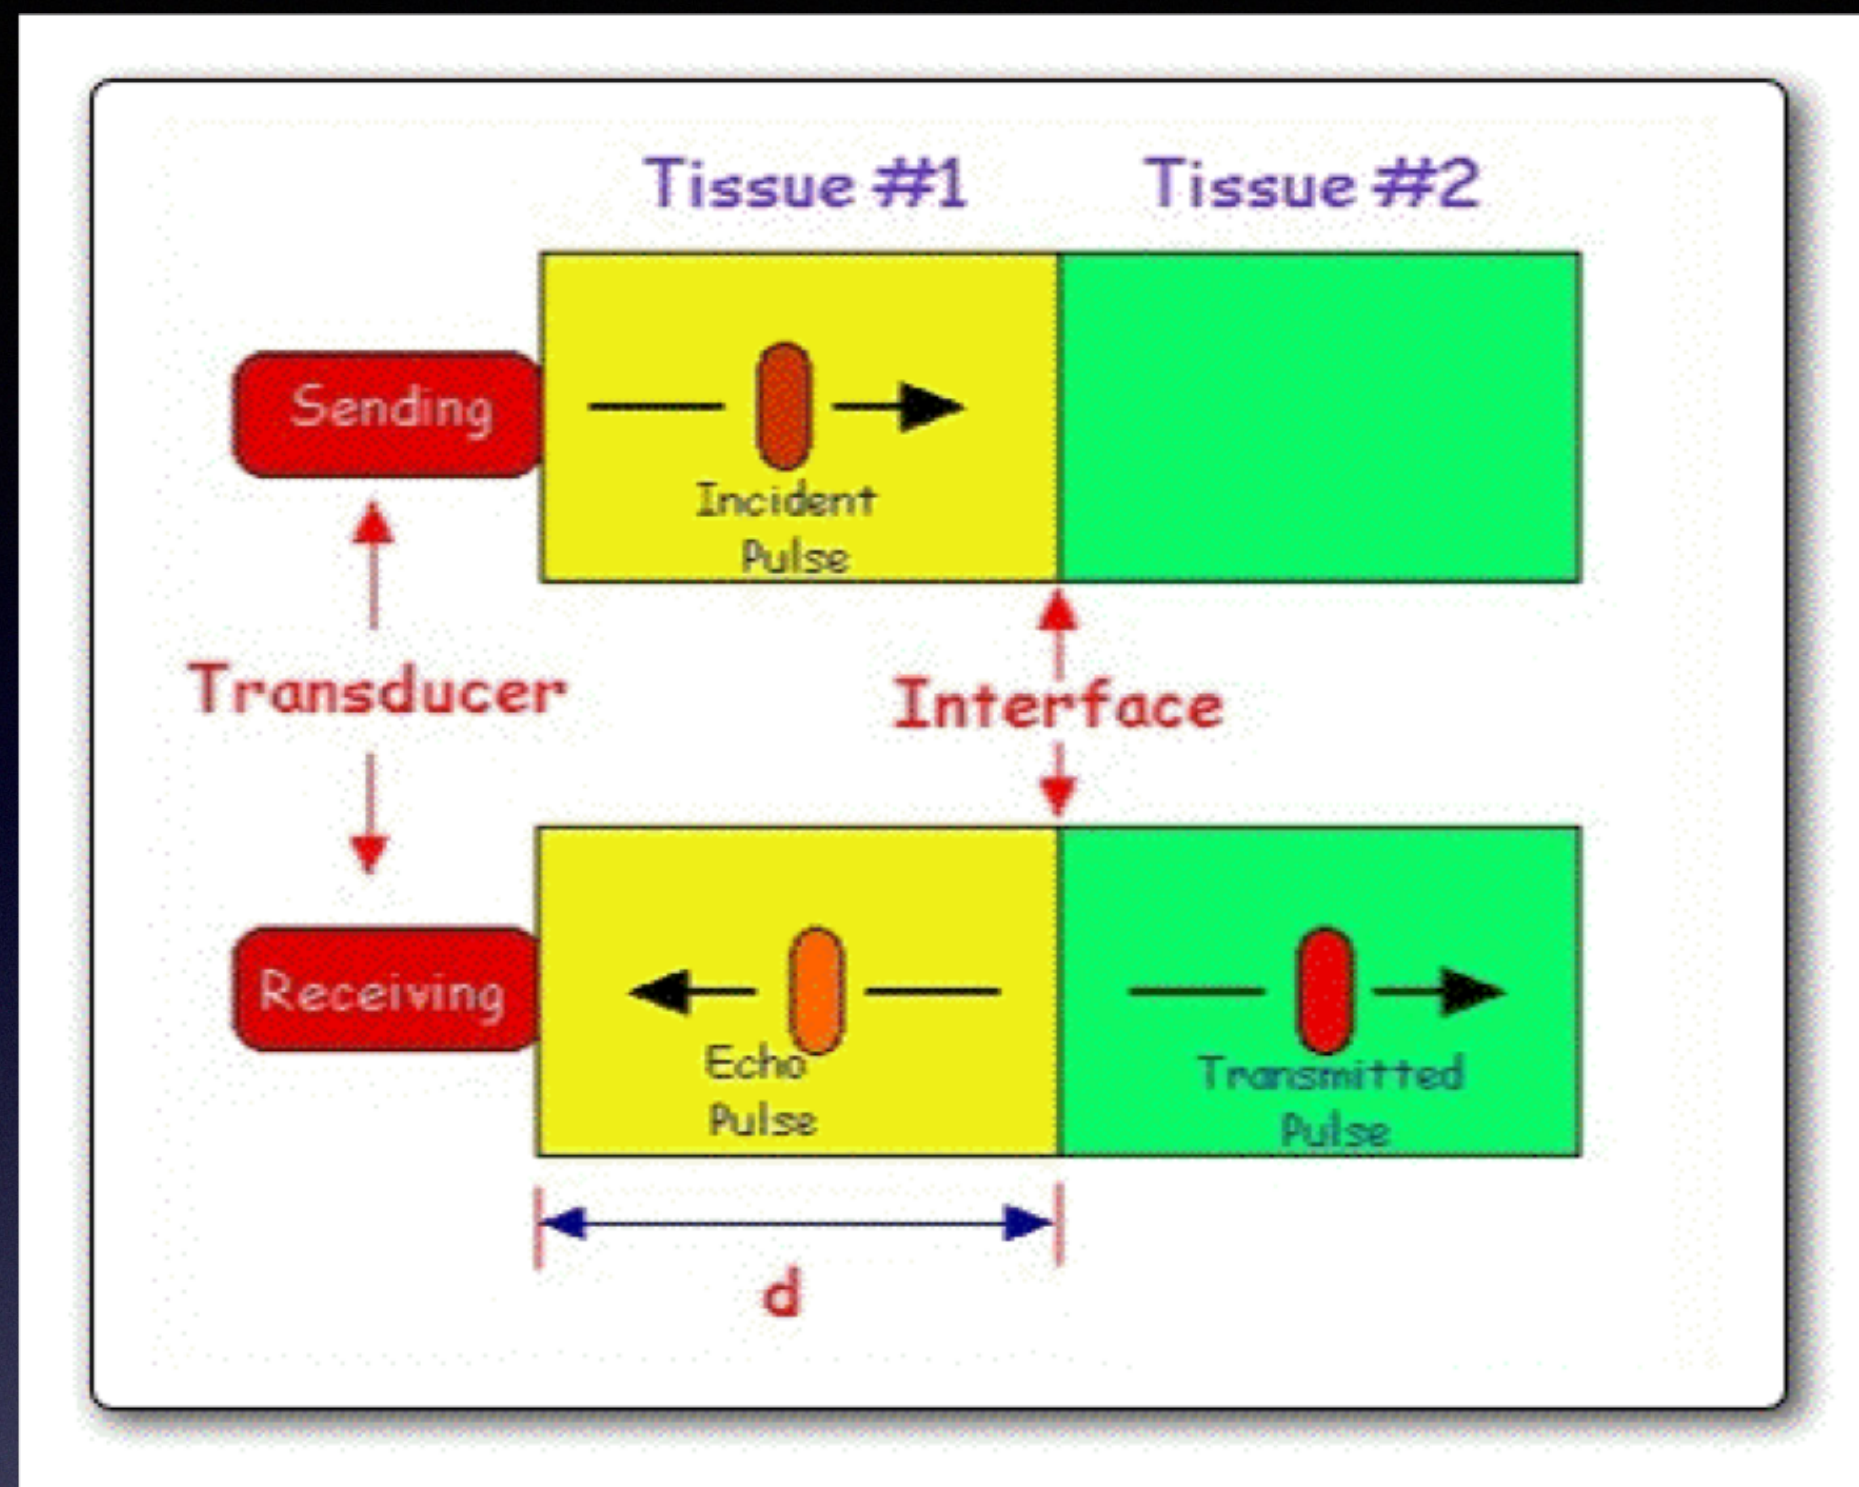 Tissue #1
Tissue #2
Sending
Incident
Pulse
Transducer
Interface
Receiving
Echo
Pulse
Transmitted
Pulse
d